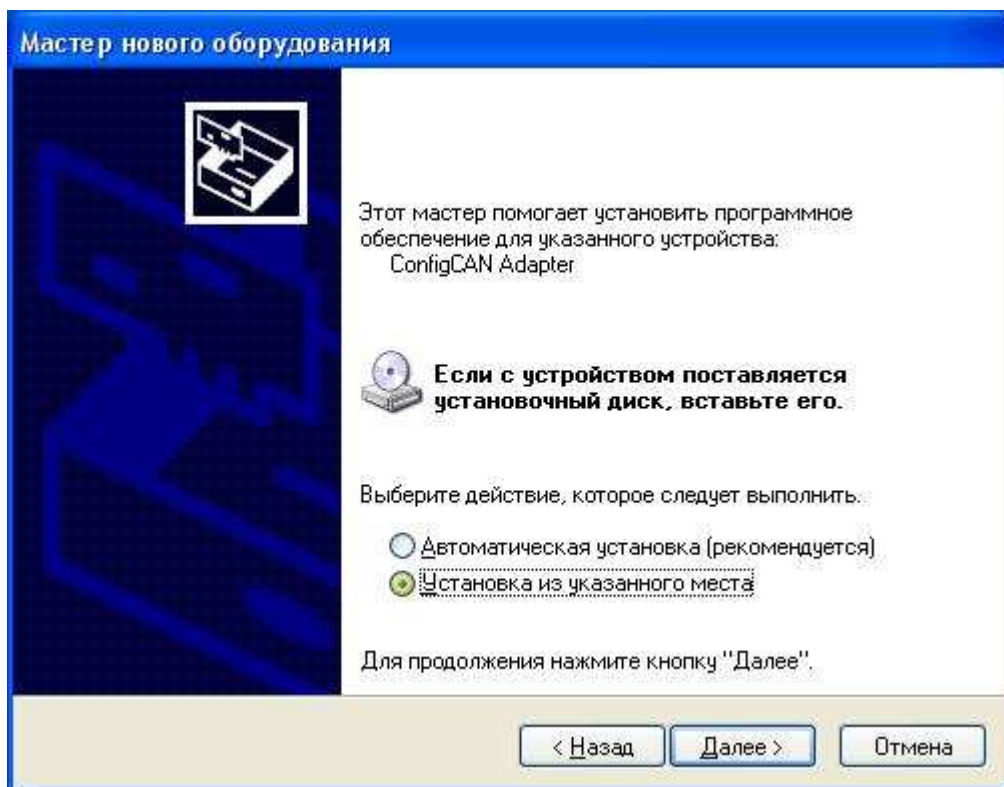 Мастер нового оборудования
Этот мастер помогает установить программное
обеспечение для указанного устройства:
ConfigCAN Adapter
Если с устройством поставляется
установочный диск, вставьте его.
Выберите действие, которое следует выполнить.
Автоматическая установка (рекомендуется)
Установка из указанного места
Для продолжения нажмите кнопку "Далее".
< Назад
Далее >
Отмена